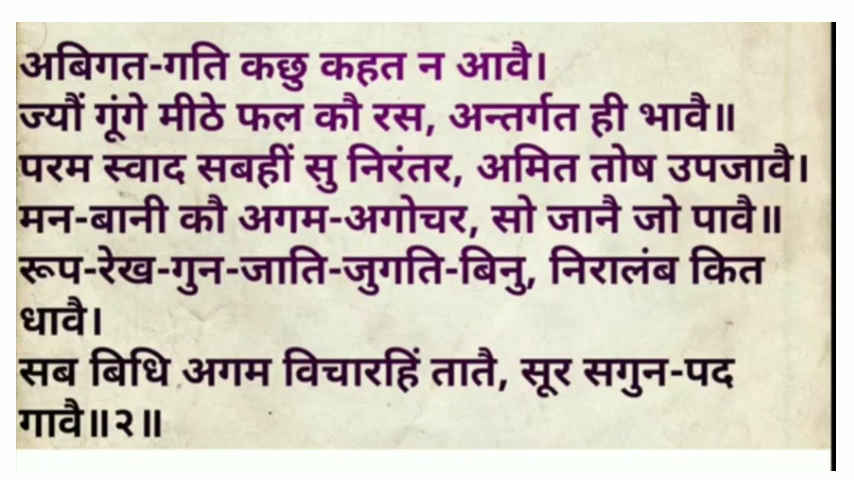 अबिगत-गति कछु कहत न आवै।
ज्यौं गूंगे मीठे फल कौ रस, अन्तर्गत ही भावै॥
परम स्वाद सबहीं सु निरंतर, अमित तोष उपजावै।
मन-बानी कौ अगम-अगोचर, सो जानै जो पावै॥
रूप-रेख-गुन-जाति-जुगति-बिनु, निरालंब कित
धावै।
सब बिधि अगम विचारहिं तातै, सूर सगुन-पद
गावै॥२॥